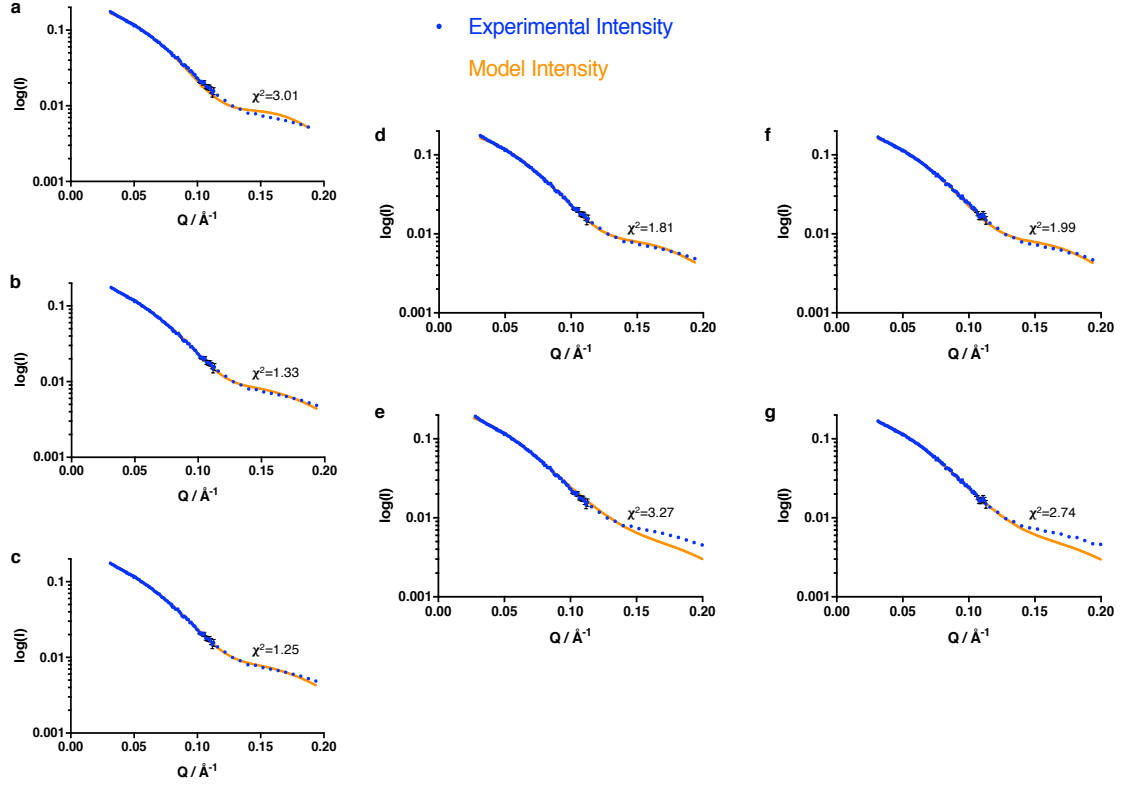 a
0.1
0.01
0.001
log(I)
χ²=3.01
0.00 0.05 0.10 0.15 0.20
Q / Å⁻¹
• Experimental Intensity
Model Intensity
b
0.1
0.01
0.001
log(I)
χ²=1.33
0.00 0.05 0.10 0.15 0.20
Q / Å⁻¹
c
0.1
0.01
0.001
log(I)
χ²=1.25
0.00 0.05 0.10 0.15 0.20
Q / Å⁻¹
d
0.1
0.01
0.001
log(I)
χ²=1.81
0.00 0.05 0.10 0.15 0.20
Q / Å⁻¹
e
0.1
0.01
0.001
log(I)
χ²=3.27
0.00 0.05 0.10 0.15 0.20
Q / Å⁻¹
f
0.1
0.01
0.001
log(I)
χ²=1.99
0.00 0.05 0.10 0.15 0.20
Q / Å⁻¹
g
0.1
0.01
0.001
log(I)
χ²=2.74
0.00 0.05 0.10 0.15 0.20
Q / Å⁻¹